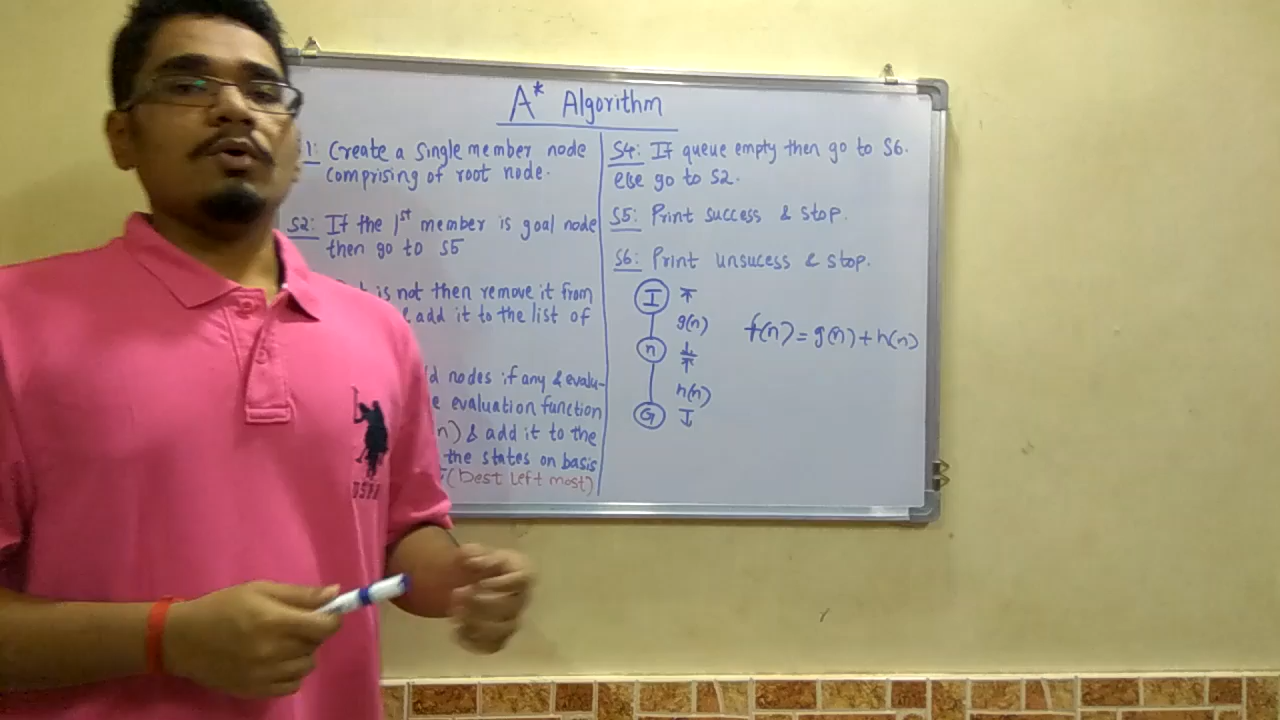 A* Algorithm
1: Create a single member node
comprising of root node.
S2: If the 1st member is goal node
then go to S5
is not then remove it from
add it to the list of
nodes if any & evalu-
evaluation function
n) & add it to the
the states on basis
(best left most)
S4: If queue empty then go to S6.
else go to S2.
S5: Print success & stop.
S6: Print unsucess & stop.
I
g(n)
f(n) = g(n) + h(n)
n
h(n)
G